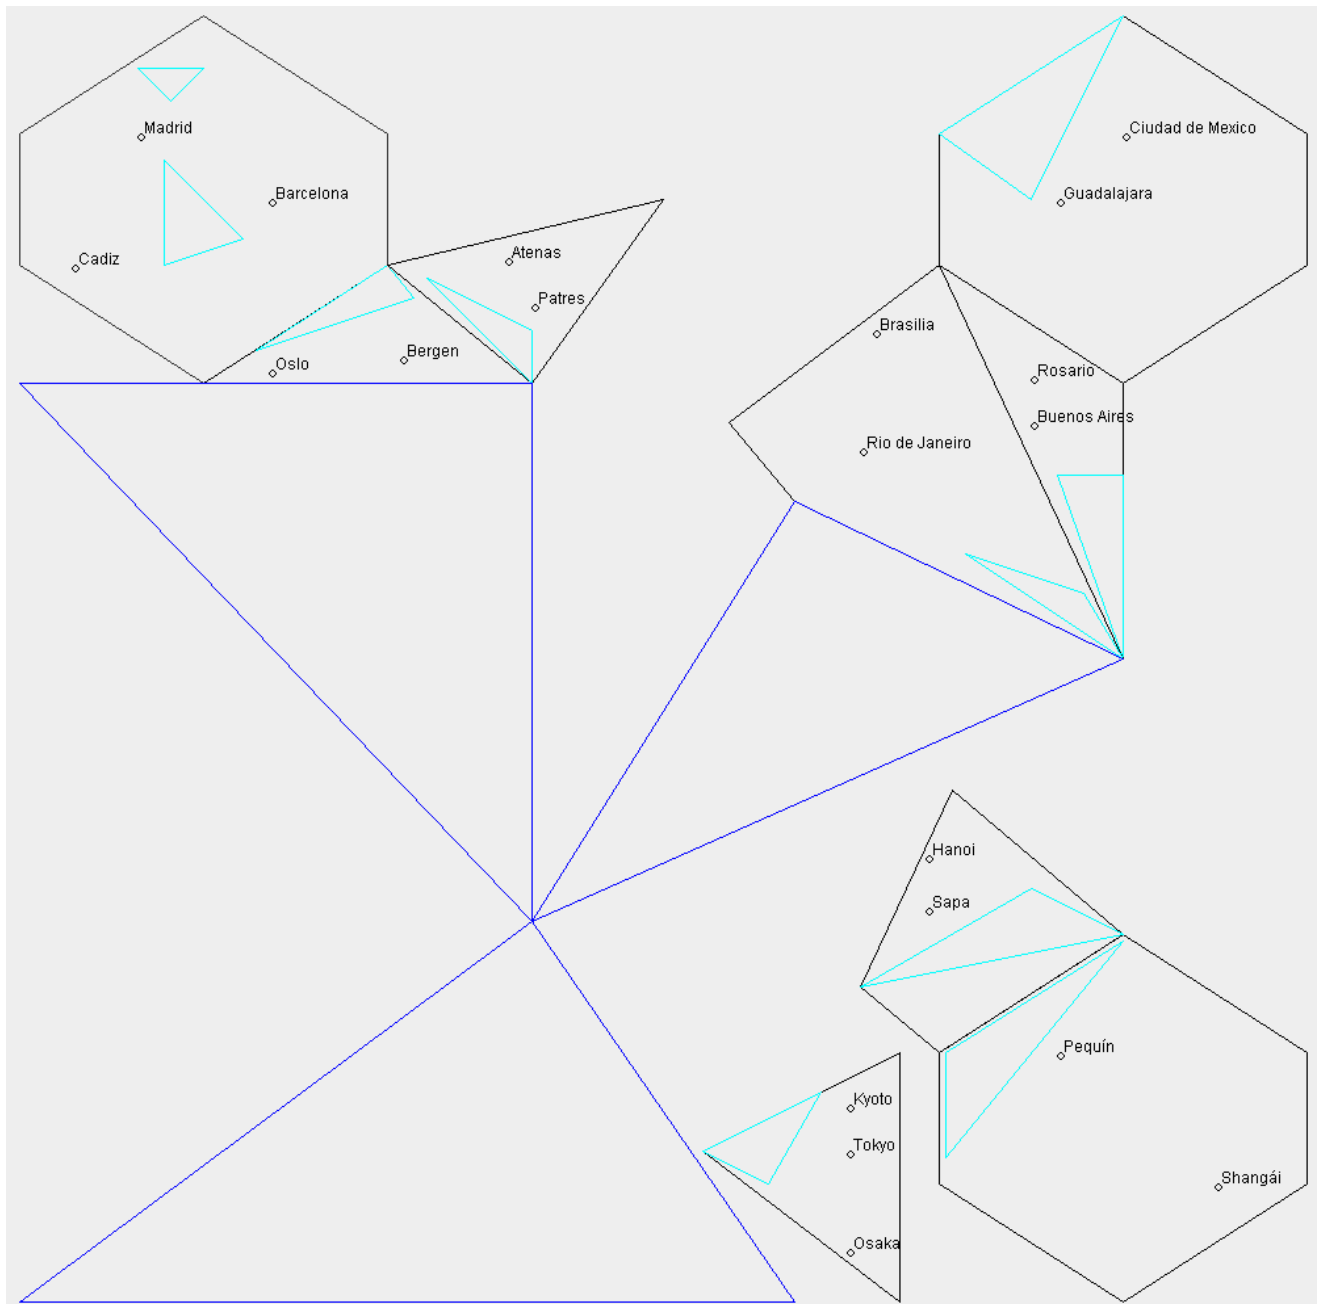 Madrid
Barcelona
Cadiz
Ciudad de Mexico
Guadalajara
Atenas
Patres
Oslo
Bergen
Brasilia
Rosario
Buenos Aires
Rio de Janeiro
Hanoi
Sapa
Pequín
Kyoto
Tokyo
Shangái
Osaka